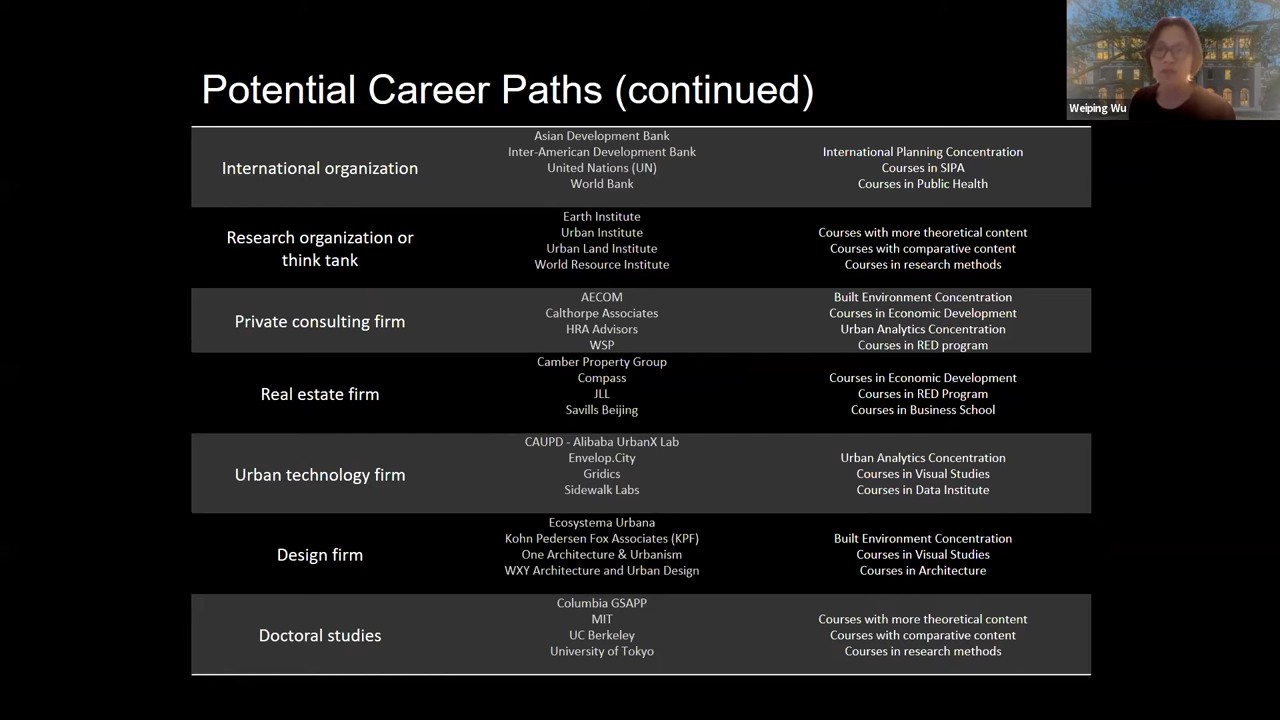 Potential Career Paths (continued)
Weiping Wu
International organization
Asian Development Bank
Inter-American Development Bank
United Nations (UN)
World Bank
International Planning Concentration
Courses in SIPA
Courses in Public Health
Research organization or
think tank
Earth Institute
Urban Institute
Urban Land Institute
World Resource Institute
Courses with more theoretical content
Courses with comparative content
Courses in research methods
Private consulting firm
AECOM
Calthorpe Associates
HRA Advisors
WSP
Built Environment Concentration
Courses in Economic Development
Urban Analytics Concentration
Courses in RED program
Real estate firm
Camber Property Group
Compass
JLL
Savills Beijing
Courses in Economic Development
Courses in RED Program
Courses in Business School
Urban technology firm
CAUPD - Alibaba UrbanX Lab
Envelop.City
Gridics
Sidewalk Labs
Urban Analytics Concentration
Courses in Visual Studies
Courses in Data Institute
Design firm
Ecosystema Urbana
Kohn Pedersen Fox Associates (KPF)
One Architecture & Urbanism
WXY Architecture and Urban Design
Built Environment Concentration
Courses in Visual Studies
Courses in Architecture
Doctoral studies
Columbia GSAPP
MIT
UC Berkeley
University of Tokyo
Courses with more theoretical content
Courses with comparative content
Courses in research methods